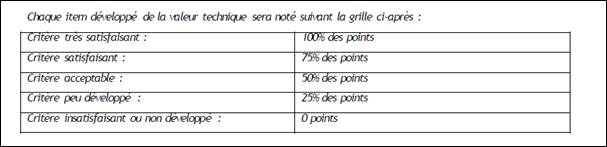 Chaque item développé de la valeur technique sera noté suivant la grille ci-après :
Critère très satisfaisant : 100% des points
Critère satisfaisant : 75% des points
Critère acceptable : 50% des points
Critère peu développé : 25% des points
Critère insatisfaisant ou non développé : 0 points